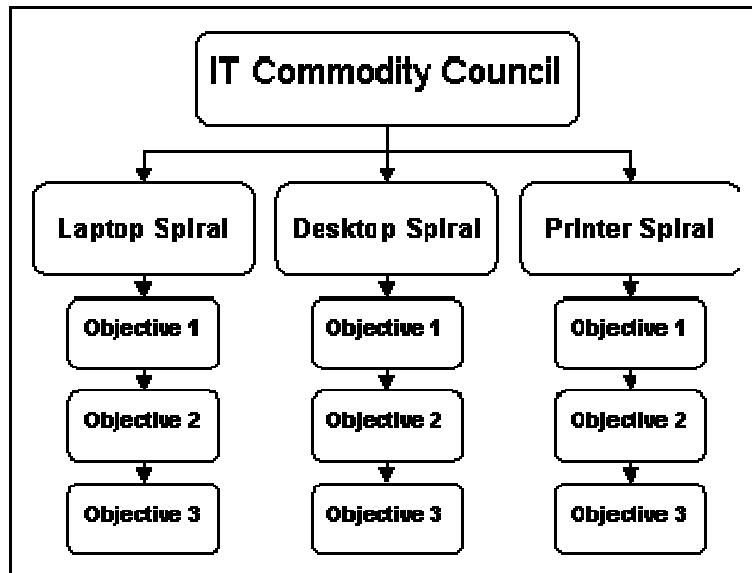 IT Commodity Council
Laptop Spiral
Desktop Spiral
Printer Spiral
Objective 1
Objective 1
Objective 1
Objective 2
Objective 2
Objective 2
Objective 3
Objective 3
Objective 3